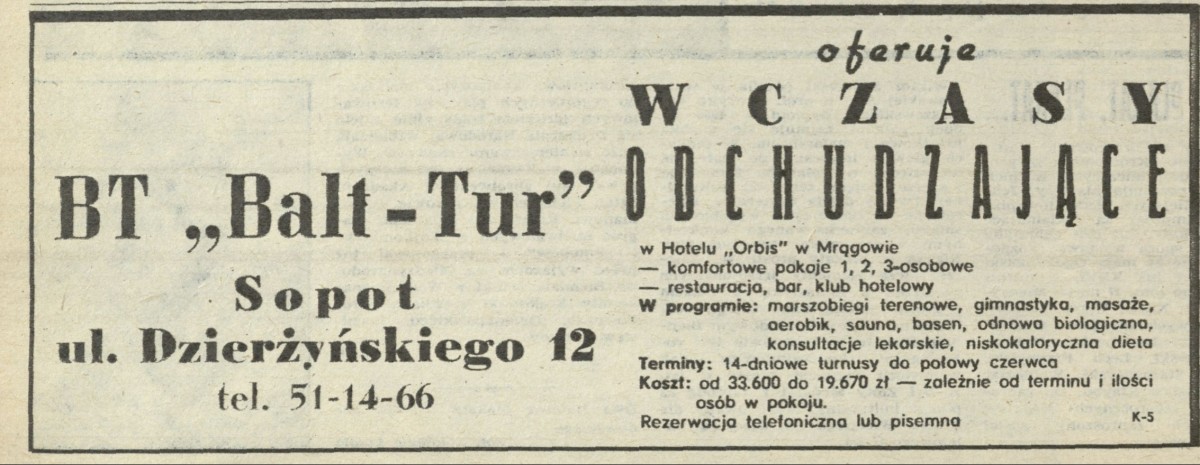 BT „Balt-Tur”
Sopot
ul. Dzierżyńskiego 12
tel. 51-14-66
oferuje
WCZASY
ODCHUDZAJĄCE
w Hotelu „Orbis” w Mrągowie
— komfortowe pokoje 1, 2, 3-osobowe
— restauracja, bar, klub hotelowy
W programie: marszobiegi terenowe, gimnastyka, masaże,
aerobik, sauna, basen, odnowa biologiczna,
konsultacje lekarskie, niskokaloryczna dieta
Terminy: 14-dniowe turnusy do połowy czerwca
Koszt: od 33.600 do 19.670 zł — zależnie od terminu i ilości
osób w pokoju.
Rezerwacja telefoniczna lub pisemna
K-5